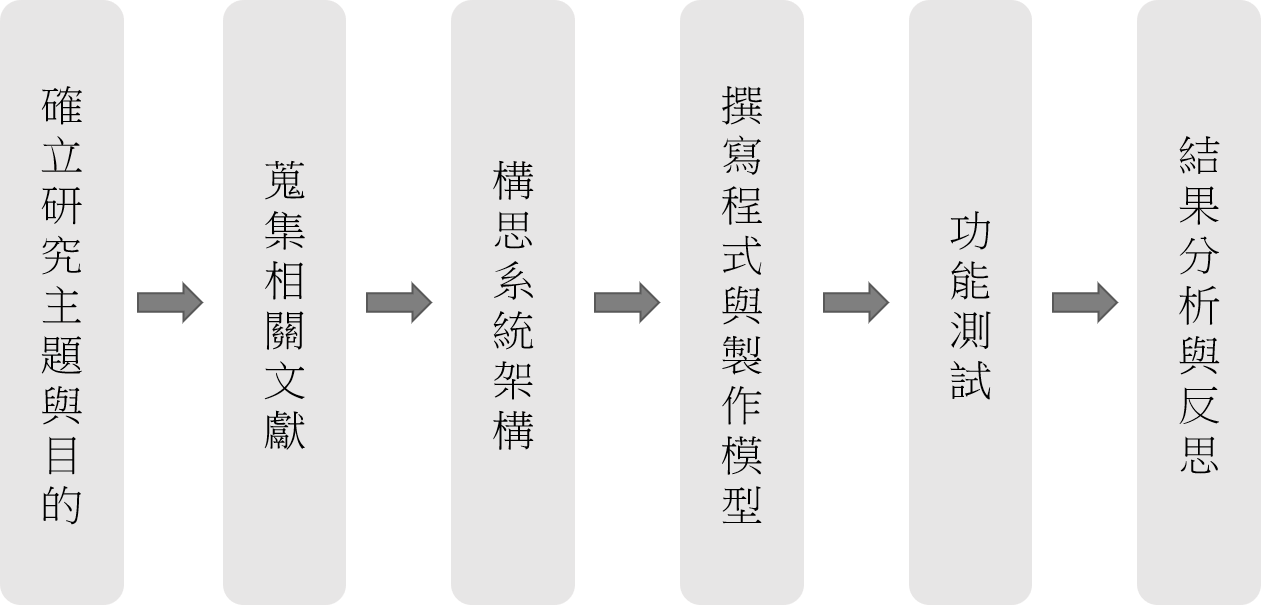 確立研究主題與目的
蒐集相關文獻
構思系統架構
撰寫程式與製作模型
功能測試
結果分析與反思